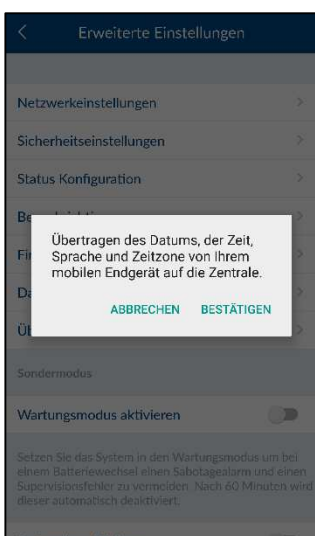 Erweiterte Einstellungen
Netzwerkeinstellungen
Sicherheitseinstellungen
Status Konfiguration
Übertragen des Datums, der Zeit,
Sprache und Zeitzone von Ihrem
mobilen Endgerät auf die Zentrale.
ABBRECHEN BESTÄTIGEN
Sondermodus
Wartungsmodus aktivieren
Setzen Sie das System in den Wartungsmodus um bei
einem Batteriewechsel einen Sabotagealarm und einen
Supervisionsfehler zu vermeiden. Nach 60 Minuten wird
dieser automatisch deaktiviert.